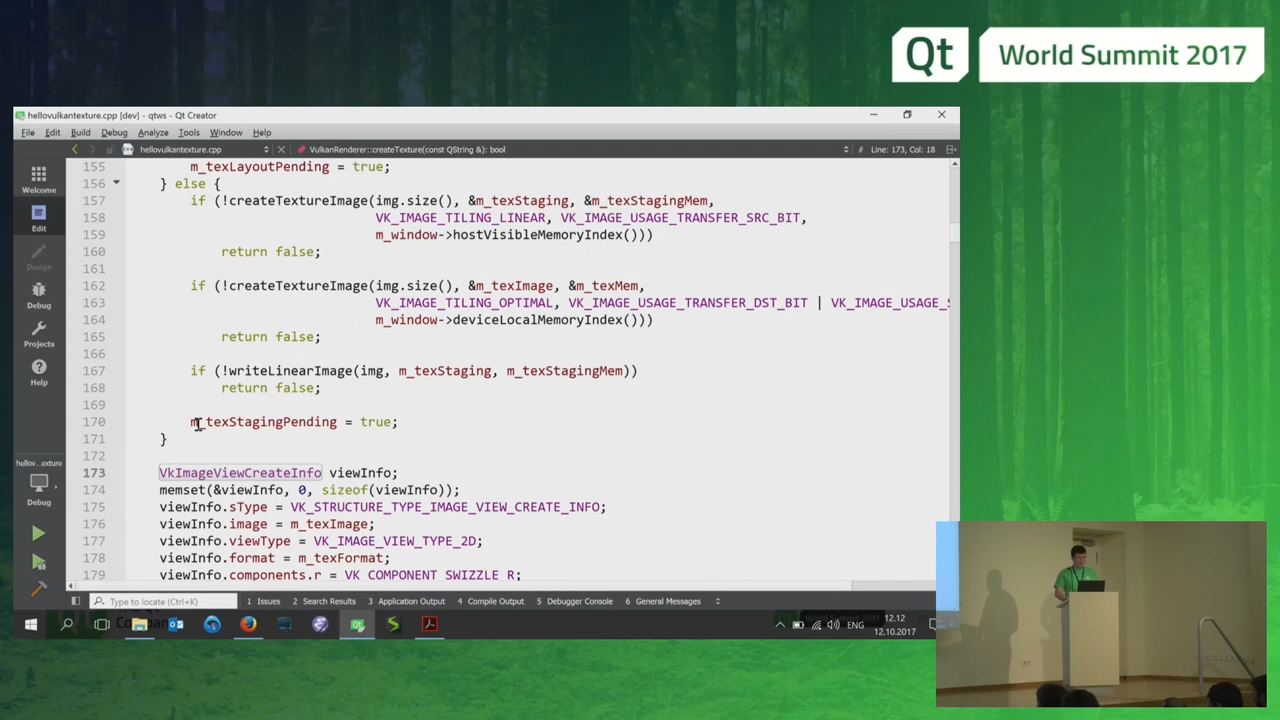 Qt World Summit 2017
hellovulkantexture.cpp [dev] - qtws - Qt Creator
File Edit Build Debug Analyze Tools Window Help
hellovulkantexture.cpp VulkanRenderer::createTexture(const QString &): bool # Line: 173, Col: 18
Welcome
Edit
Design
Debug
Projects
Help
hellov...exture
Debug
155 m_texLayoutPending = true;
156 } else {
157 if (!createTextureImage(img.size(), &m_texStaging, &m_texStagingMem,
158 VK_IMAGE_TILING_LINEAR, VK_IMAGE_USAGE_TRANSFER_SRC_BIT,
159 m_window->hostVisibleMemoryIndex()))
160 return false;
161
162 if (!createTextureImage(img.size(), &m_texImage, &m_texMem,
163 VK_IMAGE_TILING_OPTIMAL, VK_IMAGE_USAGE_TRANSFER_DST_BIT | VK_IMAGE_USAGE_S
164 m_window->deviceLocalMemoryIndex()))
165 return false;
166
167 if (!writeLinearImage(img, m_texStaging, m_texStagingMem))
168 return false;
169
170 m_texStagingPending = true;
171 }
172
173 VkImageViewCreateInfo viewInfo;
174 memset(&viewInfo, 0, sizeof(viewInfo));
175 viewInfo.sType = VK_STRUCTURE_TYPE_IMAGE_VIEW_CREATE_INFO;
176 viewInfo.image = m_texImage;
177 viewInfo.viewType = VK_IMAGE_VIEW_TYPE_2D;
178 viewInfo.format = m_texFormat;
179 viewInfo.components.r = VK_COMPONENT_SWIZZLE_R;
Type to locate (Ctrl+K) 1 Issues 2 Search Results 3 Application Output 4 Compile Output 5 Debugger Console 6 General Messages
ENG
12.12
12.10.2017